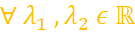 ∀ λ₁ , λ₂ ϵ ℝ